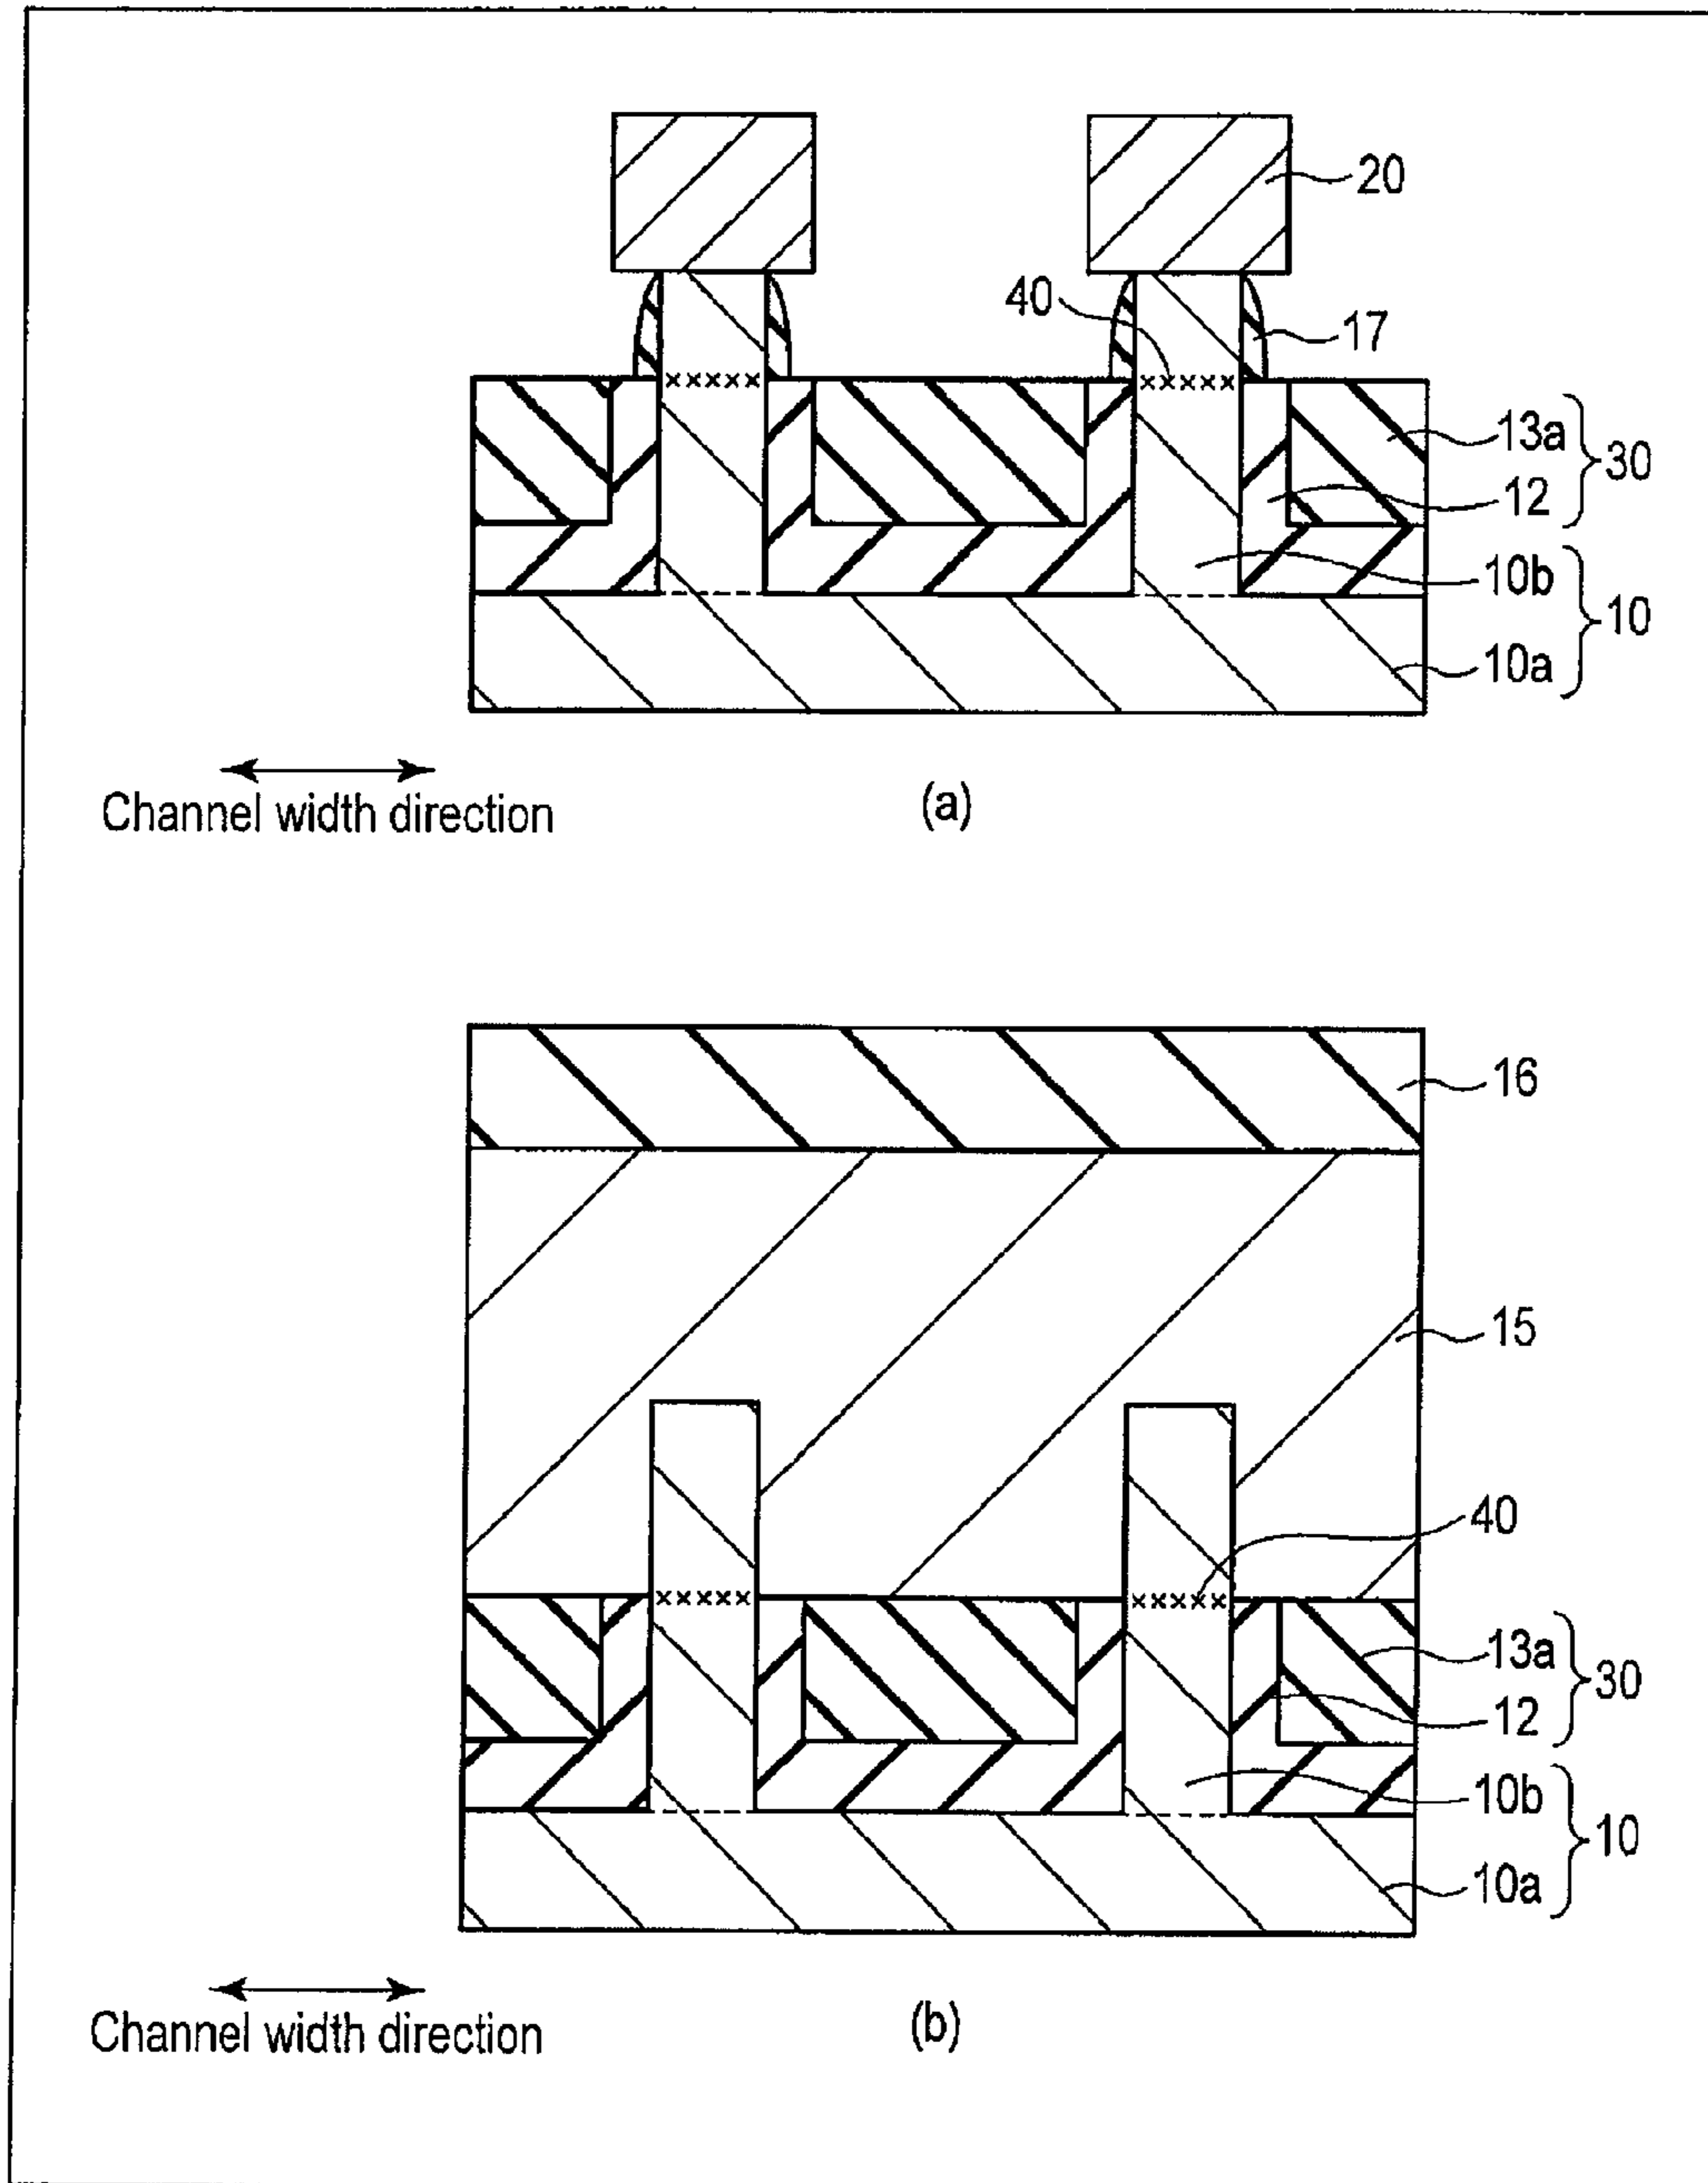 20
40
17
13a
30
12
10b
10
10a
Channel width direction
(a)
16
15
40
13a
30
12
10b
10
10a
Channel width direction
(b)